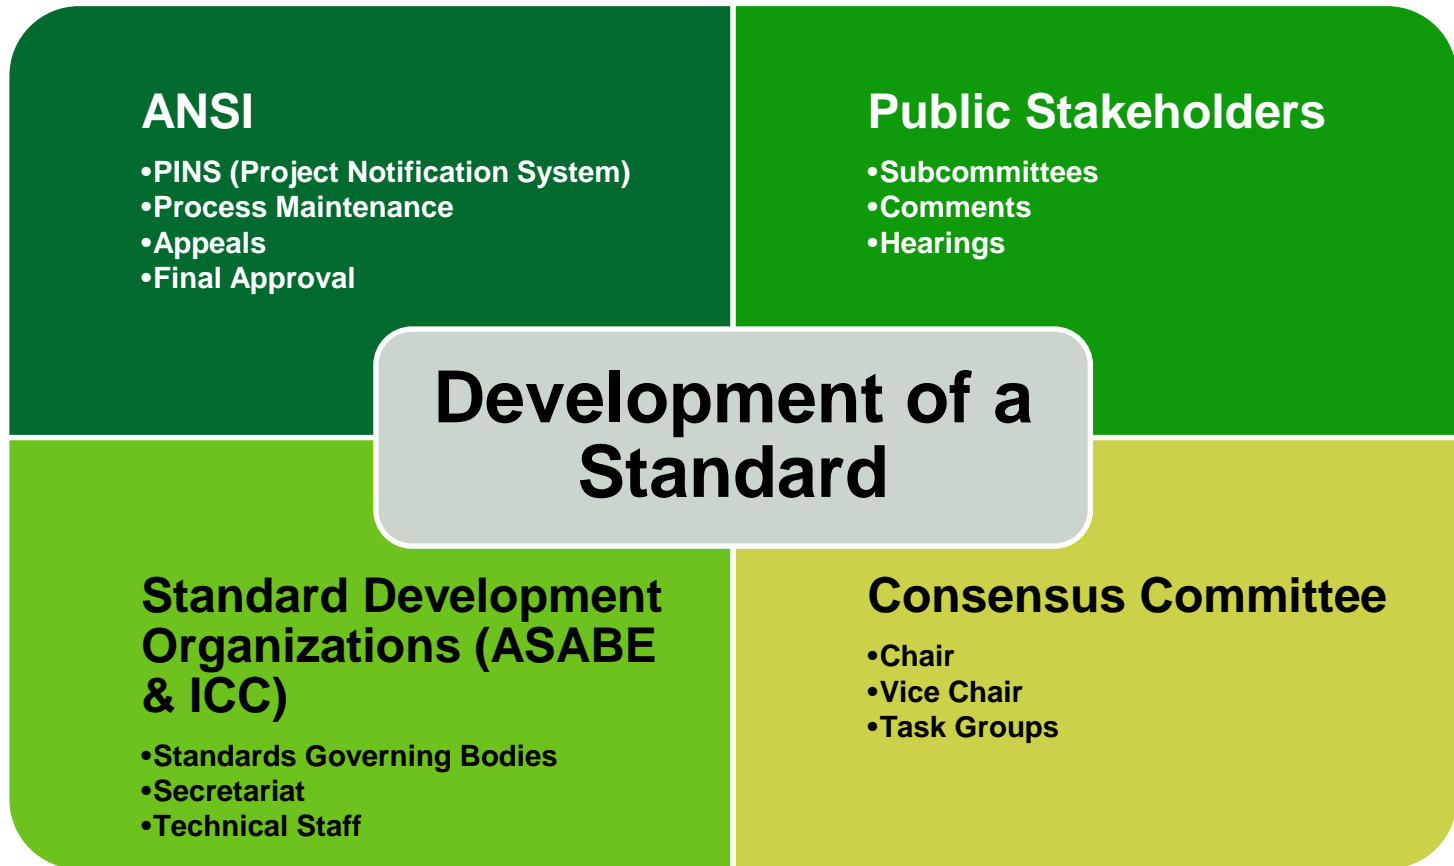 ANSI
•PINS (Project Notification System)
•Process Maintenance
•Appeals
•Final Approval
Public Stakeholders
•Subcommittees
•Comments
•Hearings
Development of a
Standard
Standard Development
Organizations (ASABE
& ICC)
•Standards Governing Bodies
•Secretariat
•Technical Staff
Consensus Committee
•Chair
•Vice Chair
•Task Groups